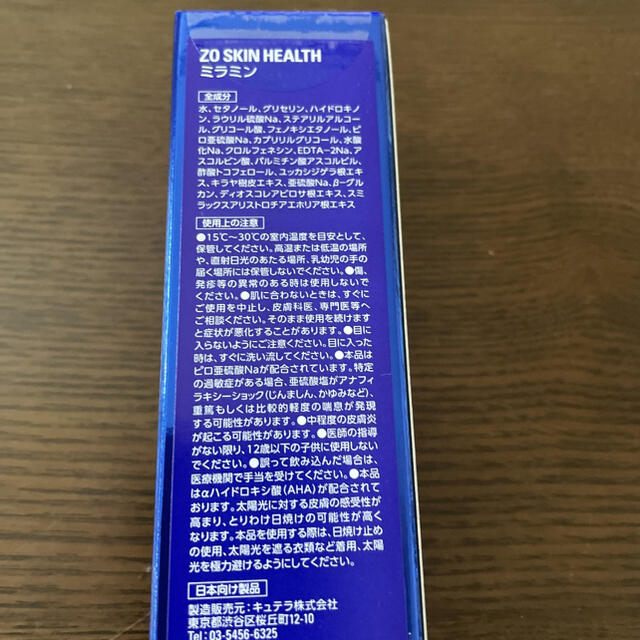 ZO SKIN HEALTH
ミラミン
全成分
水、セタノール、グリセリン、ハイドロキノ
ン、ラウリル硫酸Na、ステアリルアルコー
ル、グリコール酸、フェノキシエタノール、ピ
ロ亜硫酸Na、カプリリルグリコール、水酸
化Na、クロルフェネシン、EDTA-2Na、ア
スコルビン酸、パルミチン酸アスコルビル、
酢酸トコフェロール、ユッカシジゲラ根エキ
ス、キラヤ樹皮エキス、亜硫酸Na、β-グル
カン、ディオスコレアビロサ根エキス、スミ
ラックスアリストロチアエホリア根エキス
使用上の注意
●15℃~30℃の室内温度を目安として、
保管してください。高温または低温の場所
や、直射日光のあたる場所、乳幼児の手の
届く場所には保管しないでください。●傷、
発疹等の異常のある時は使用しないで
ください。●肌に合わないときは、すぐに
ご使用を中止し、皮膚科医、専門医等へ
ご相談ください。そのまま使用を続けます
と症状が悪化することがあります。●目に
入らないようにご注意ください。目に入った
時は、すぐに洗い流してください。●本品は
ピロ亜硫酸Naが配合されています。特定
の過敏症がある場合、亜硫酸塩がアナフィ
ラキシーショック(じんましん、かゆみなど)、
重篤もしくは比較的軽度の喘息が発現
する可能性があります。●中程度の皮膚炎
が起こる可能性があります。●医師の指導
がない限り、12歳以下の子供に使用しない
でください。●誤って飲み込んだ場合は、
医療機関で手当を受けてください。●本品
はαハイドロキシ酸(AHA)が配合されて
おります。太陽光に対する皮膚の感受性が
高まり、とりわけ日焼けの可能性が高く
なります。本品を使用する際は、日焼け止め
の使用、太陽光を遮る衣類など着用、太陽
光を極力避けるようにしてください。
日本向け製品
製造販売元:キュテラ株式会社
東京都渋谷区桜丘町12-10
Tel:03-5456-6325